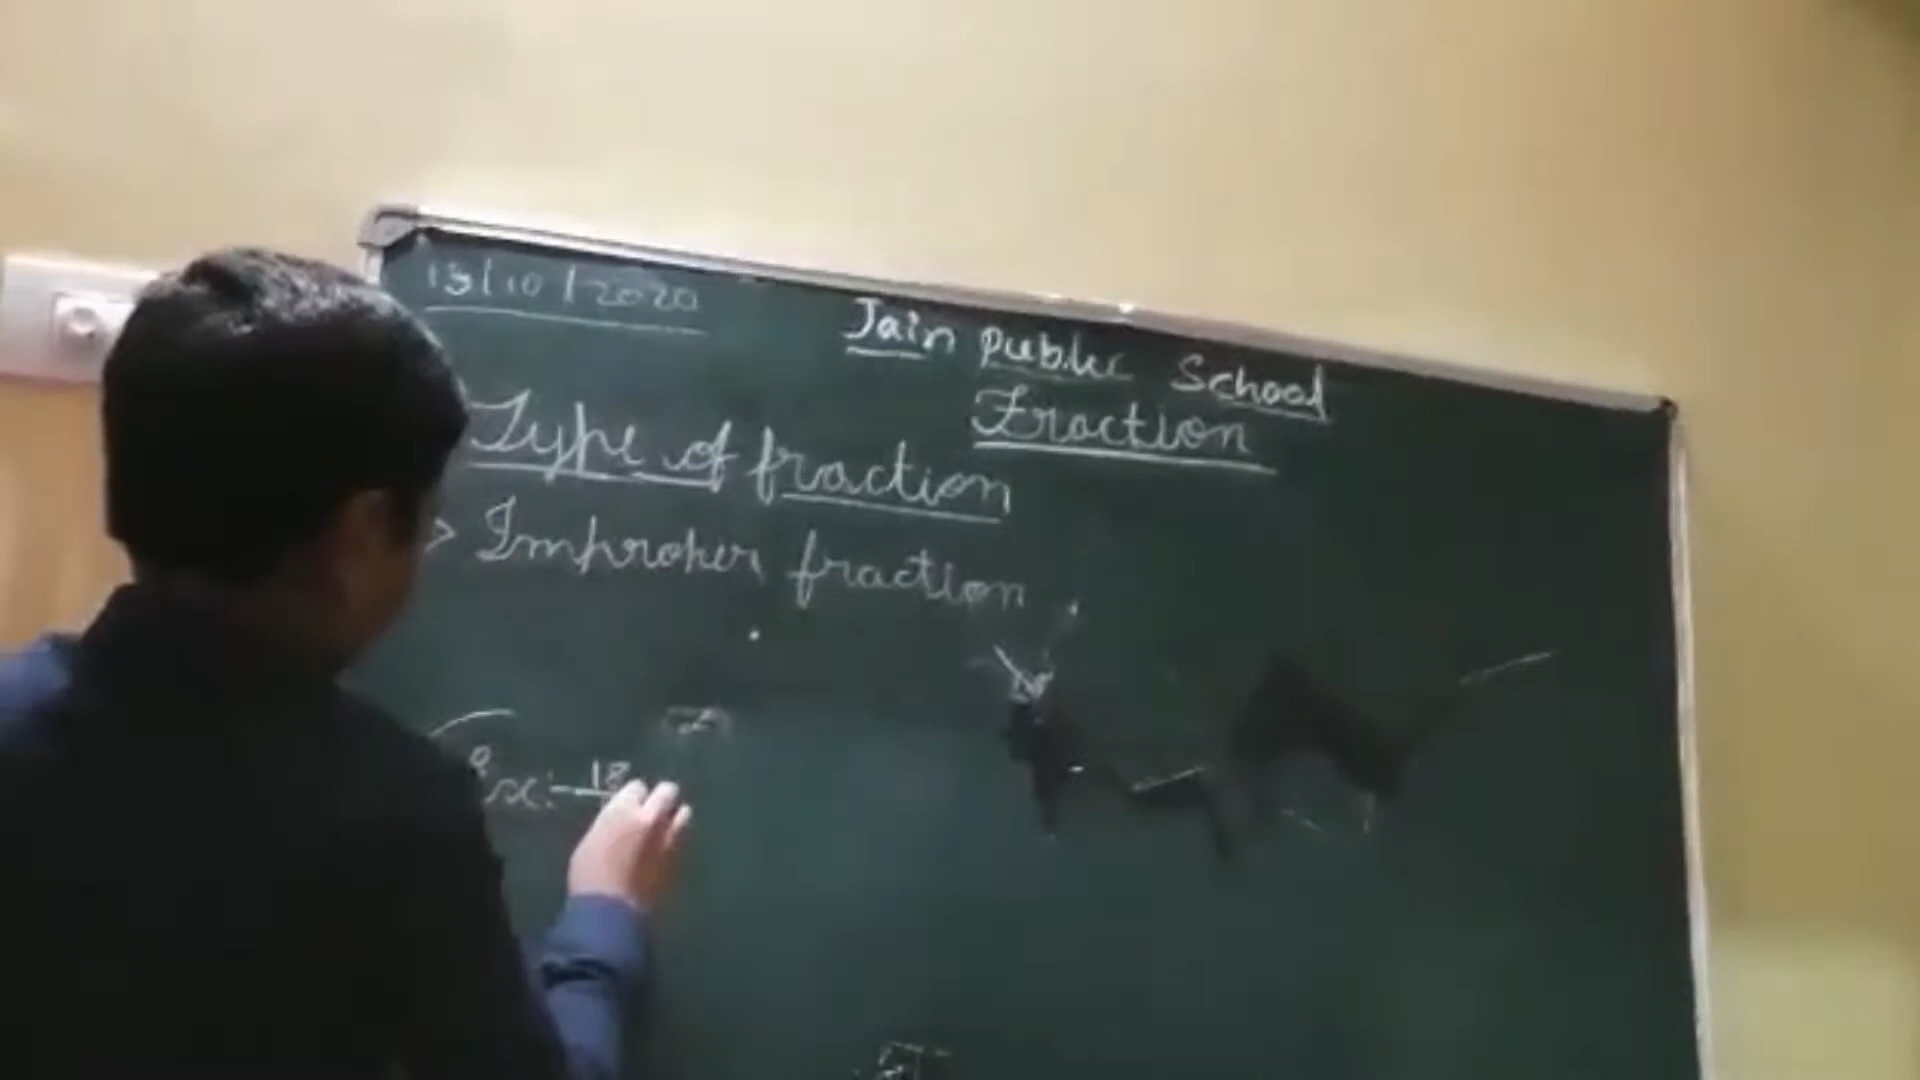 13/10/2020
Jain Public School
Fraction
Type of fraction
> Improper fraction
Ex:- 18